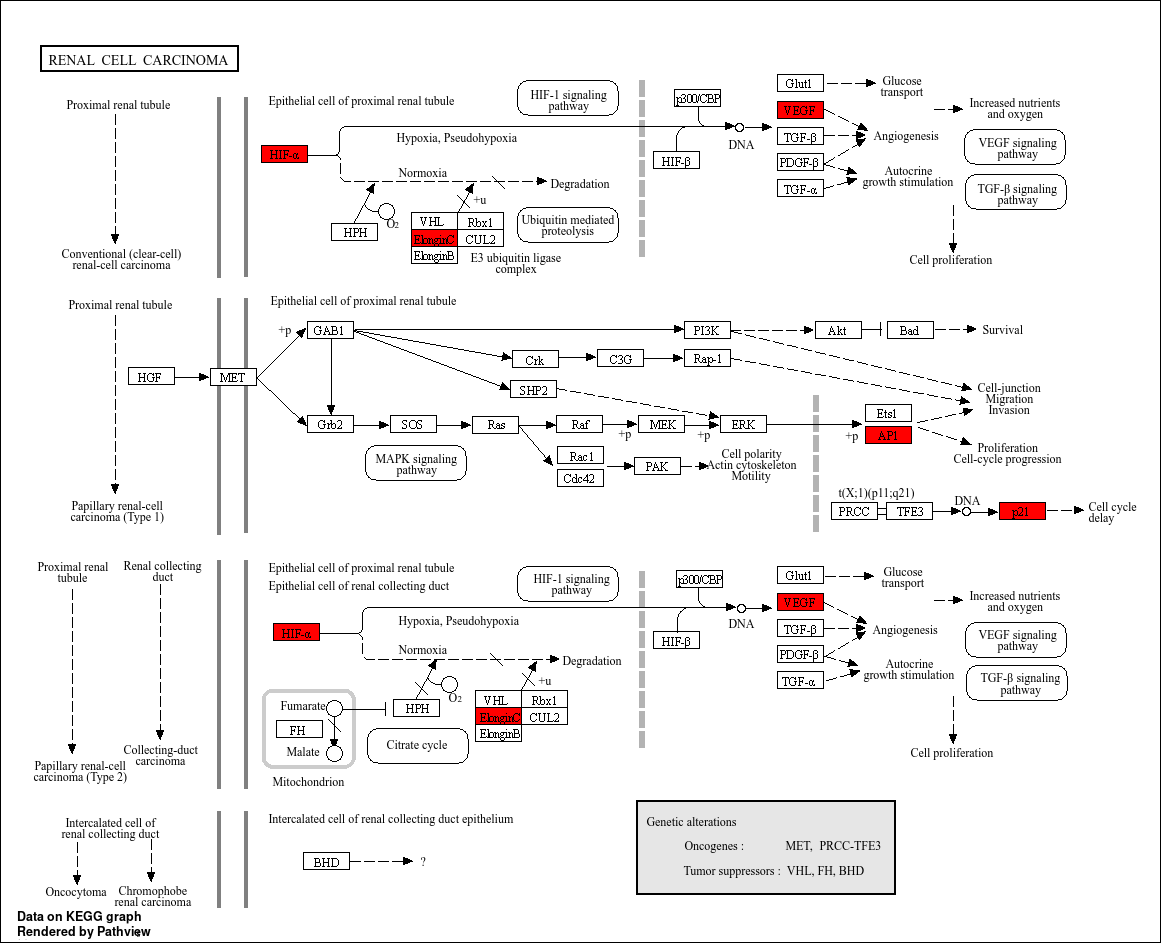 RENAL CELL CARCINOMA
Proximal renal tubule
Conventional (clear-cell)
renal-cell carcinoma
Epithelial cell of proximal renal tubule
HIF-1 signaling
pathway
Hypoxia, Pseudohypoxia
HIF-α
Normoxia
Degradation
+u
HPH
O2
VHL
Rbx1
ElonginC
CUL2
ElonginB
E3 ubiquitin ligase
complex
Ubiquitin mediated
proteolysis
p300/CBP
HIF-β
DNA
Glut1
VEGF
TGF-β
PDGF-β
TGF-α
Glucose
transport
Angiogenesis
Autocrine
growth stimulation
Increased nutrients
and oxygen
VEGF signaling
pathway
TGF-β signaling
pathway
Cell proliferation
Proximal renal tubule
Papillary renal-cell
carcinoma (Type 1)
Epithelial cell of proximal renal tubule
HGF
MET
+p
GAB1
PI3K
Akt
Bad
Survival
Crk
C3G
Rap-1
SHP2
Cell-junction
Migration
Invasion
Grb2
SOS
Ras
Raf
+p
MEK
+p
ERK
+p
Ets1
AP1
Proliferation
Cell-cycle progression
MAPK signaling
pathway
Rac1
Cdc42
PAK
Cell polarity
Actin cytoskeleton
Motility
t(X;1)(p11;q21)
PRCC
TFE3
DNA
p21
Cell cycle
delay
Proximal renal
tubule
Renal collecting
duct
Papillary renal-cell
carcinoma (Type 2)
Collecting-duct
carcinoma
Epithelial cell of proximal renal tubule
Epithelial cell of renal collecting duct
HIF-1 signaling
pathway
Hypoxia, Pseudohypoxia
HIF-α
Normoxia
Degradation
+u
Fumarate
FH
Malate
Mitochondrion
HPH
O2
Citrate cycle
VHL
Rbx1
ElonginC
CUL2
ElonginB
p300/CBP
HIF-β
DNA
Glut1
VEGF
TGF-β
PDGF-β
TGF-α
Glucose
transport
Angiogenesis
Autocrine
growth stimulation
Increased nutrients
and oxygen
VEGF signaling
pathway
TGF-β signaling
pathway
Cell proliferation
Intercalated cell of
renal collecting duct
Oncocytoma
Chromophobe
renal carcinoma
Intercalated cell of renal collecting duct epithelium
BHD
?
Genetic alterations
Oncogenes : MET, PRCC-TFE3
Tumor suppressors : VHL, FH, BHD
Data on KEGG graph
Rendered by Pathview